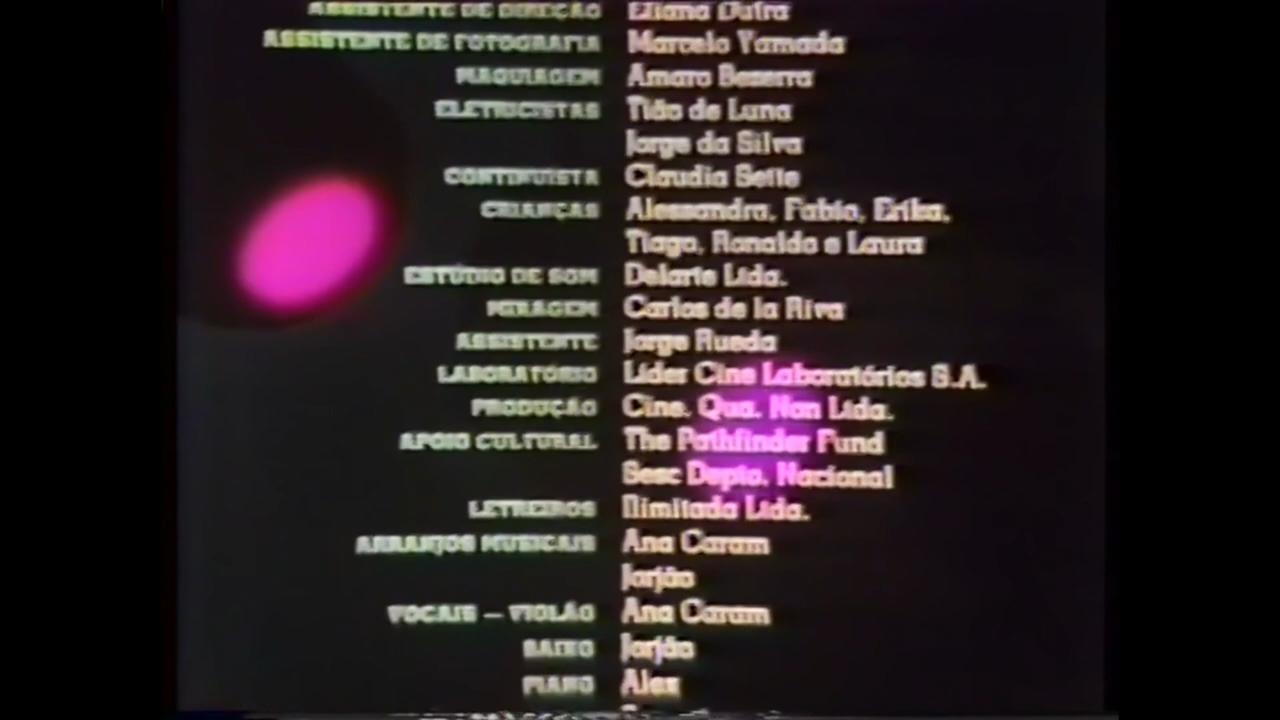 ASSISTENTE DE DIREÇÃO Eliana Dutra
ASSISTENTE DE FOTOGRAFIA Marcelo Yamada
MAQUIAGEM Amaro Beserra
ELETRICISTAS Tião de Luna
Jorge da Silva
CONTINUISTA Claudia Sette
CRIANÇAS Alessandra, Fabio, Erika,
Tiago, Ronaldo e Laura
ESTÚDIO DE SOM Delarte Ltda.
MIXAGEM Carlos de la Riva
ASSISTENTE Jorge Rueda
LABORATÓRIO Líder Cine Laboratórios S.A.
PRODUÇÃO Cine. Qua. Non Ltda.
APOIO CULTURAL The Pathfinder Fund
Sesc Depto. Nacional
LETREIROS Ilimitada Ltda.
ARRANJOS MUSICAIS Ana Caram
Jorjão
VOCAIS – VIOLÃO Ana Caram
BAIXO Jorjão
PIANO Alex